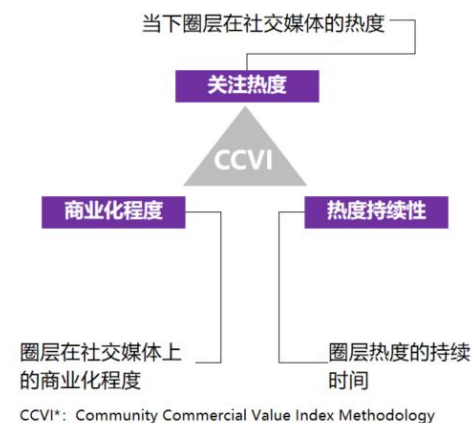 当下圈层在社交媒体的热度
关注热度
CCVI
商业化程度
热度持续性
圈层在社交媒体上
的商业化程度
圈层热度的持续
时间
CCVI*：Community Commercial Value Index Methodology